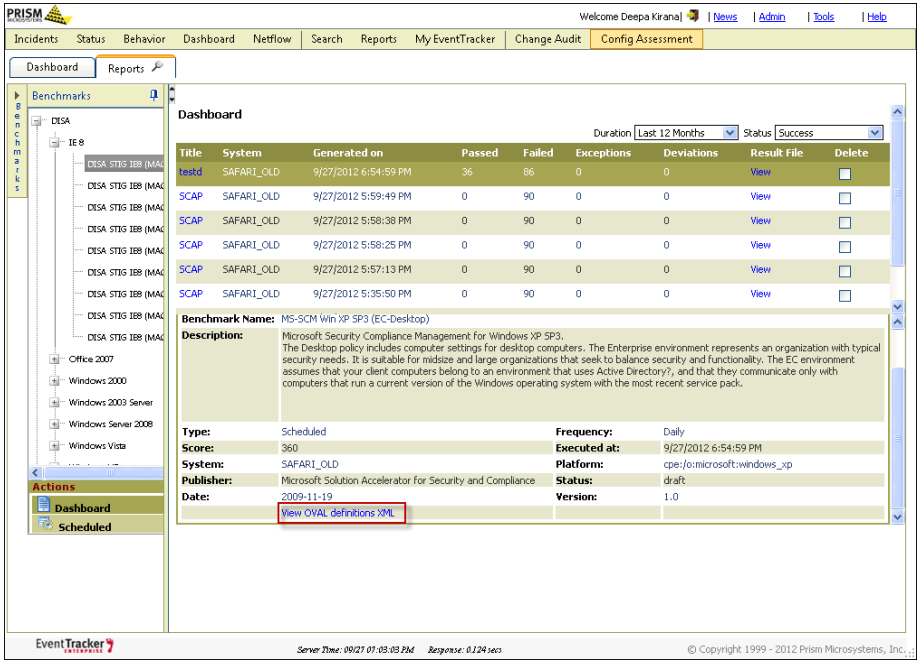 PRISM
MICROSYSTEMS
Welcome Deepa Kirana| | News | Admin | Tools | Help
Incidents Status Behavior Dashboard Netflow Search Reports My EventTracker Change Audit Config Assessment
Dashboard Reports
Benchmarks
Benchmarks
DISA
IE 8
DISA STIG IE8 (MAC
DISA STIG IE8 (MAC
DISA STIG IE8 (MAC
DISA STIG IE8 (MAC
DISA STIG IE8 (MAC
DISA STIG IE8 (MAC
DISA STIG IE8 (MAC
DISA STIG IE8 (MAC
DISA STIG IE8 (MAC
Office 2007
Windows 2000
Windows 2003 Server
Windows Server 2008
Windows Vista
Actions
Dashboard
Scheduled
Dashboard
Duration Last 12 Months Status Success
Title System Generated on Passed Failed Exceptions Deviations Result File Delete
testd SAFARI_OLD 9/27/2012 6:54:59 PM 36 86 0 0 View
SCAP SAFARI_OLD 9/27/2012 5:59:49 PM 0 90 0 0 View
SCAP SAFARI_OLD 9/27/2012 5:58:38 PM 0 90 0 0 View
SCAP SAFARI_OLD 9/27/2012 5:58:25 PM 0 90 0 0 View
SCAP SAFARI_OLD 9/27/2012 5:57:13 PM 0 90 0 0 View
SCAP SAFARI_OLD 9/27/2012 5:35:50 PM 0 90 0 0 View
Benchmark Name: MS-SCM Win XP SP3 (EC-Desktop)
Description: Microsoft Security Compliance Management for Windows XP SP3.
The Desktop policy includes computer settings for desktop computers. The Enterprise environment represents an organization with typical
security needs. It is suitable for midsize and large organizations that seek to balance security and functionality. The EC environment
assumes that your client computers belong to an environment that uses Active Directory?, and that they communicate only with
computers that run a current version of the Windows operating system with the most recent service pack.
Type: Scheduled Frequency: Daily
Score: 360 Executed at: 9/27/2012 6:54:59 PM
System: SAFARI_OLD Platform: cpe:/o:microsoft:windows_xp
Publisher: Microsoft Solution Accelerator for Security and Compliance Status: draft
Date: 2009-11-19 Version: 1.0
View OVAL definitions XML
EventTracker
ENTERPRISE
Server Time: 09/27 07:03:03 PM Response: 0.124 secs
© Copyright 1999 - 2012 Prism Microsystems, Inc.